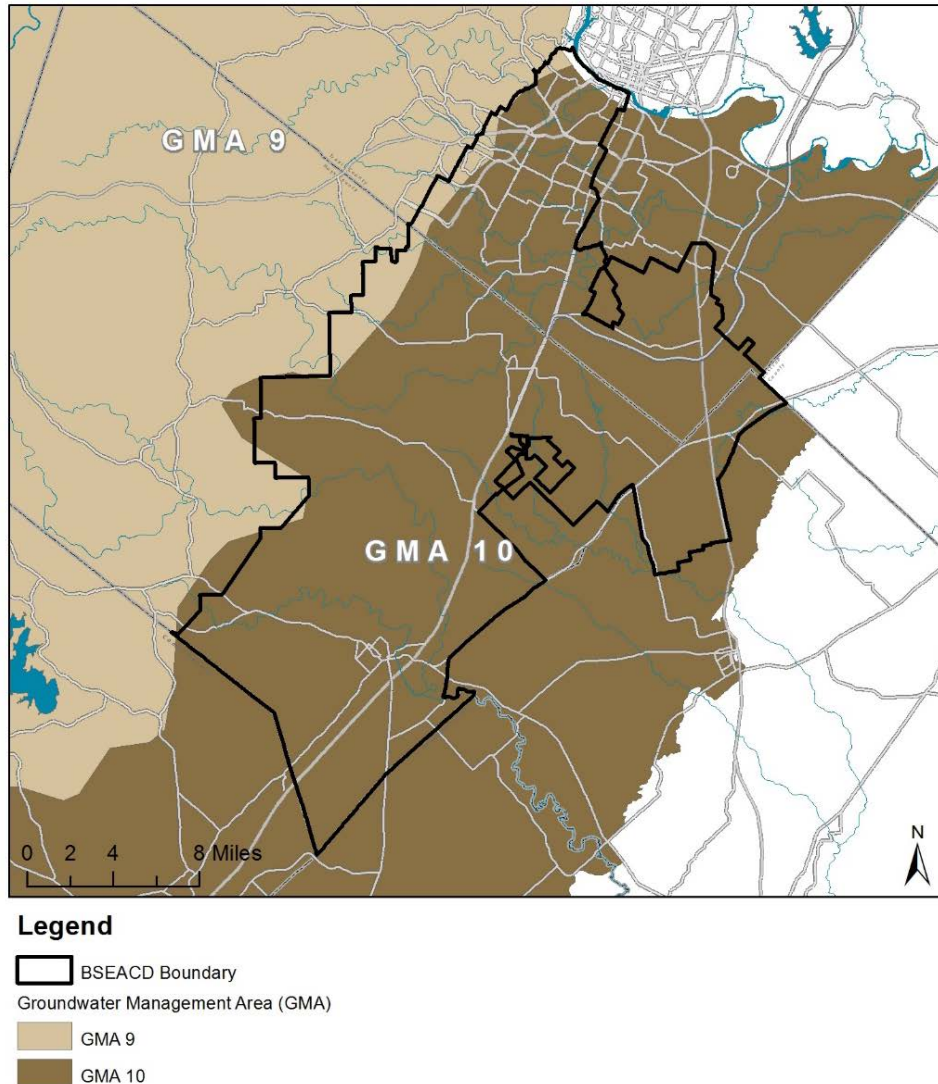 GMA 9
GMA 10
N
0 2 4 8 Miles
Legend
BSEACD Boundary
Groundwater Management Area (GMA)
GMA 9
GMA 10